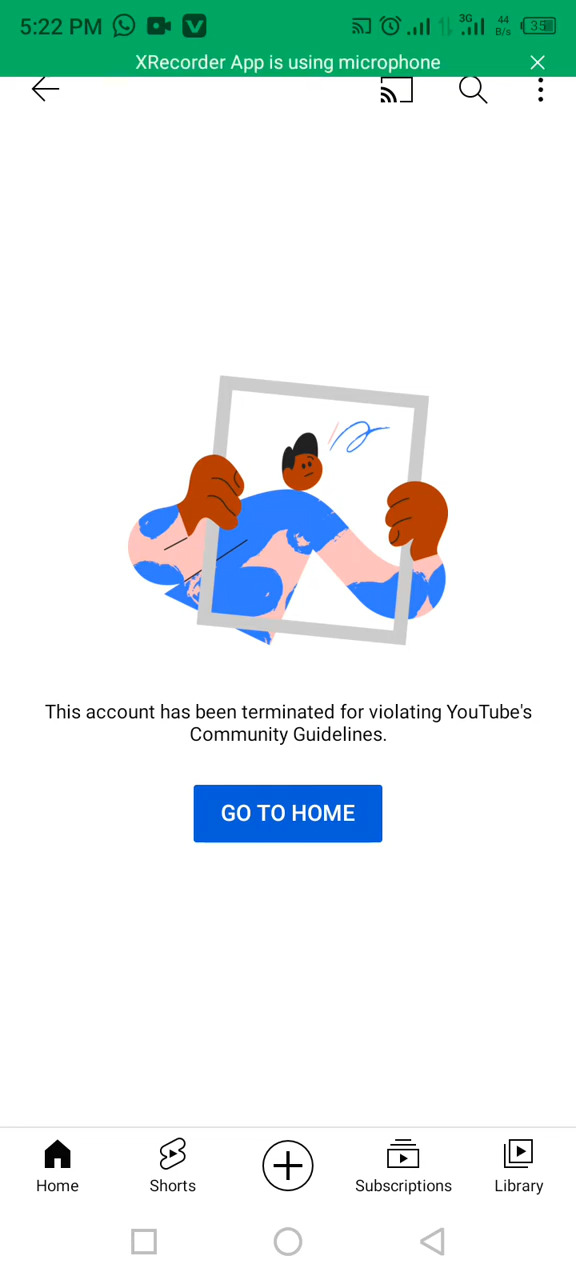 5:22 PM
3G
44
B/s
35
XRecorder App is using microphone
This account has been terminated for violating YouTube's
Community Guidelines.
GO TO HOME
Home
Shorts
Subscriptions
Library